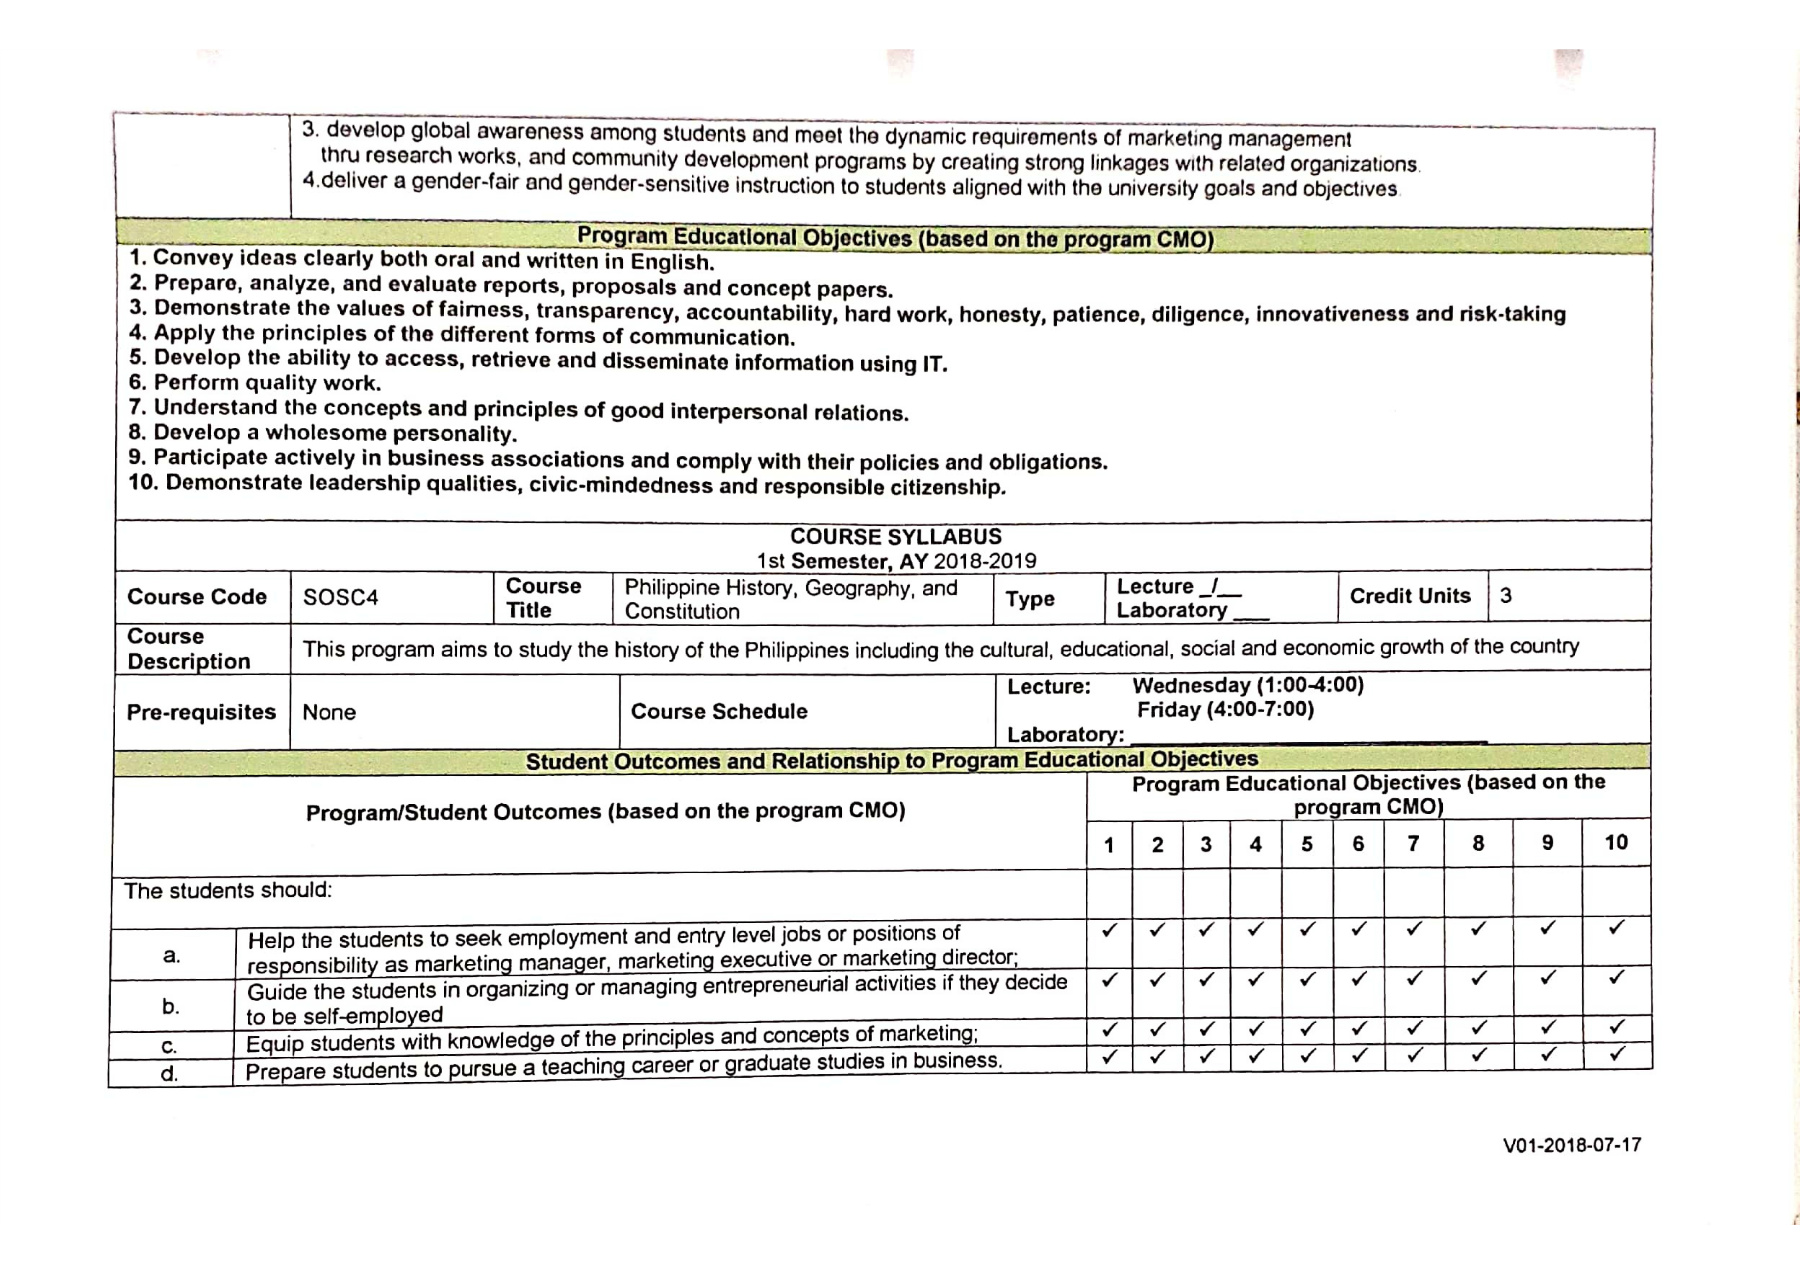 3. develop global awareness among students and meet the dynamic requirements of marketing management
thru research works, and community development programs by creating strong linkages with related organizations.
4.deliver a gender-fair and gender-sensitive instruction to students aligned with the university goals and objectives.
Program Educational Objectives (based on the program CMO)
1. Convey ideas clearly both oral and written in English.
2. Prepare, analyze, and evaluate reports, proposals and concept papers.
3. Demonstrate the values of fairness, transparency, accountability, hard work, honesty, patience, diligence, innovativeness and risk-taking
4. Apply the principles of the different forms of communication.
5. Develop the ability to access, retrieve and disseminate information using IT.
6. Perform quality work.
7. Understand the concepts and principles of good interpersonal relations.
8. Develop a wholesome personality.
9. Participate actively in business associations and comply with their policies and obligations.
10. Demonstrate leadership qualities, civic-mindedness and responsible citizenship.
COURSE SYLLABUS
1st Semester, AY 2018-2019
Course Code SOSC4 Course Title Philippine History, Geography, and Constitution Type Lecture _/__ Laboratory ___ Credit Units 3
Course Description This program aims to study the history of the Philippines including the cultural, educational, social and economic growth of the country
Pre-requisites None Course Schedule Lecture: Wednesday (1:00-4:00)
Friday (4:00-7:00)
Laboratory: ____________
Student Outcomes and Relationship to Program Educational Objectives
Program/Student Outcomes (based on the program CMO) Program Educational Objectives (based on the program CMO)
1 2 3 4 5 6 7 8 9 10
The students should:
a. Help the students to seek employment and entry level jobs or positions of ✓ ✓ ✓ ✓ ✓ ✓ ✓ ✓ ✓ ✓
responsibility as marketing manager, marketing executive or marketing director;
b. Guide the students in organizing or managing entrepreneurial activities if they decide ✓ ✓ ✓ ✓ ✓ ✓ ✓ ✓ ✓ ✓
to be self-employed
c. Equip students with knowledge of the principles and concepts of marketing; ✓ ✓ ✓ ✓ ✓ ✓ ✓ ✓ ✓ ✓
d. Prepare students to pursue a teaching career or graduate studies in business. ✓ ✓ ✓ ✓ ✓ ✓ ✓ ✓ ✓ ✓
V01-2018-07-17